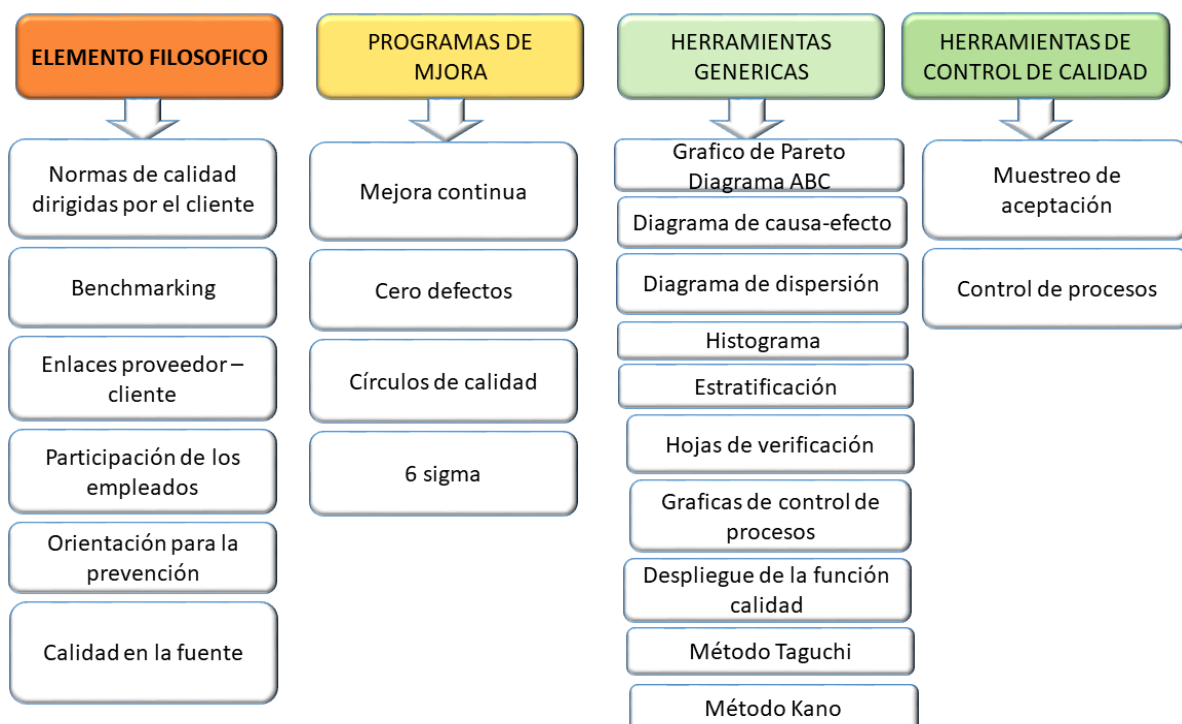 ELEMENTO FILOSOFICO
Normas de calidad
dirigidas por el cliente
Benchmarking
Enlaces proveedor –
cliente
Participación de los
empleados
Orientación para la
prevención
Calidad en la fuente
PROGRAMAS DE
MJORA
Mejora continua
Cero defectos
Círculos de calidad
6 sigma
HERRAMIENTAS
GENERICAS
Grafico de Pareto
Diagrama ABC
Diagrama de causa-efecto
Diagrama de dispersión
Histograma
Estratificación
Hojas de verificación
Graficas de control de
procesos
Despliegue de la función
calidad
Método Taguchi
Método Kano
HERRAMIENTAS DE
CONTROL DE CALIDAD
Muestreo de
aceptación
Control de procesos